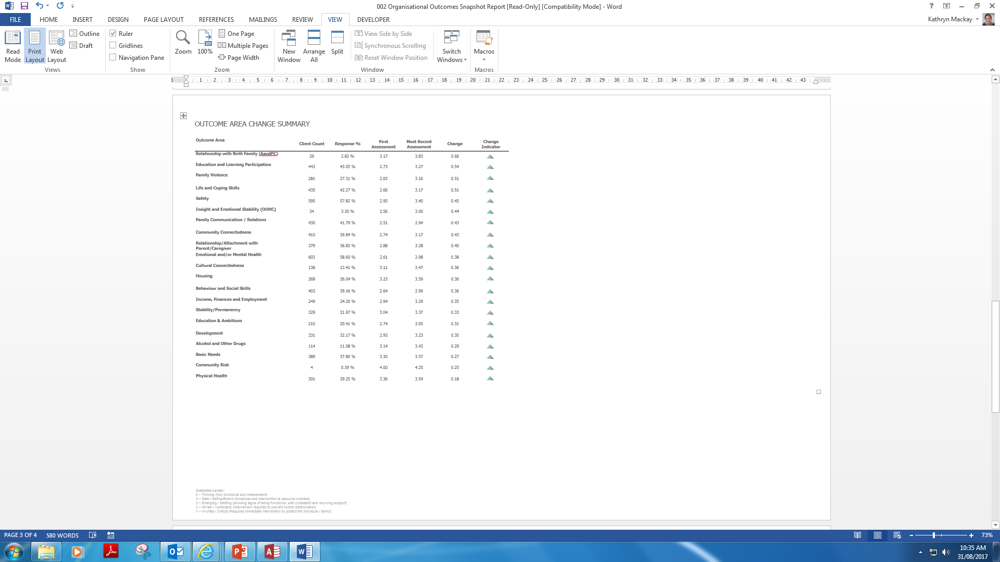 002 Organisational Outcomes Snapshot Report [Read-Only] [Compatibility Mode] - Word
FILE HOME INSERT DESIGN PAGE LAYOUT REFERENCES MAILINGS REVIEW VIEW DEVELOPER Kathryn Mackay
Read Mode
Print Layout
Web Layout
Outline
Draft
Views
Ruler
Gridlines
Navigation Pane
Show
Zoom
100%
One Page
Multiple Pages
Page Width
Zoom
New Window
Arrange All
Split
View Side by Side
Synchronous Scrolling
Reset Window Position
Window
Switch Windows
Macros
Macros
1 1 2 3 4 5 6 7 8 9 10 11 12 13 14 15 16 17 18 19 20 21 22 23 24 25 26 27 28 29 30 31 32 33 34 35 36 37 38 39 40 41 42 43
OUTCOME AREA CHANGE SUMMARY
Outcome Area Client Count Response % First Assessment Most Recent Assessment Change Change Indicator
Relationship with Birth Family (AandPC) 29 2.82 % 3.17 3.83 0.66
Education and Learning Participation 443 43.05 % 2.73 3.27 0.54
Family Violence 281 27.31 % 2.65 3.16 0.51
Life and Coping Skills 435 42.27 % 2.66 3.17 0.51
Safety 595 57.82 % 2.95 3.40 0.45
Insight and Emotional Stability (OOHC) 34 3.30 % 2.56 3.00 0.44
Family Communication / Relations 430 41.79 % 2.51 2.94 0.43
Community Connectedness 410 39.84 % 2.74 3.17 0.43
Relationship/Attachment with Parent/Caregiver 379 36.83 % 2.88 3.28 0.40
Emotional and/or Mental Health 603 58.60 % 2.61 2.98 0.38
Cultural Connectedness 138 13.41 % 3.11 3.47 0.36
Housing 268 26.04 % 3.23 3.59 0.36
Behaviour and Social Skills 403 39.16 % 2.64 2.99 0.36
Income, Finances and Employment 249 24.20 % 2.94 3.29 0.35
Stability/Permanency 329 31.97 % 3.04 3.37 0.33
Education & Ambitions 210 20.41 % 2.74 3.05 0.31
Development 331 32.17 % 2.93 3.23 0.30
Alcohol and Other Drugs 114 11.08 % 3.14 3.43 0.29
Basic Needs 389 37.80 % 3.30 3.57 0.27
Community Risk 4 0.39 % 4.00 4.25 0.25
Physical Health 301 29.25 % 3.36 3.54 0.18
Outcome Levels:
5 – Thriving (fully functional and independent)
4 – Safe / Self-sufficient (functional and intervention is resource oriented)
3 – Emerging / Settling (showing signs of being functional, with consistent and recurring support)
2 – At-risk / Vulnerable (intervention required to prevent further deterioration)
1 – In-crisis / Critical (Requires immediate intervention to protect the individual / family)
PAGE 3 OF 4 580 WORDS 73%
10:35 AM
31/08/2017